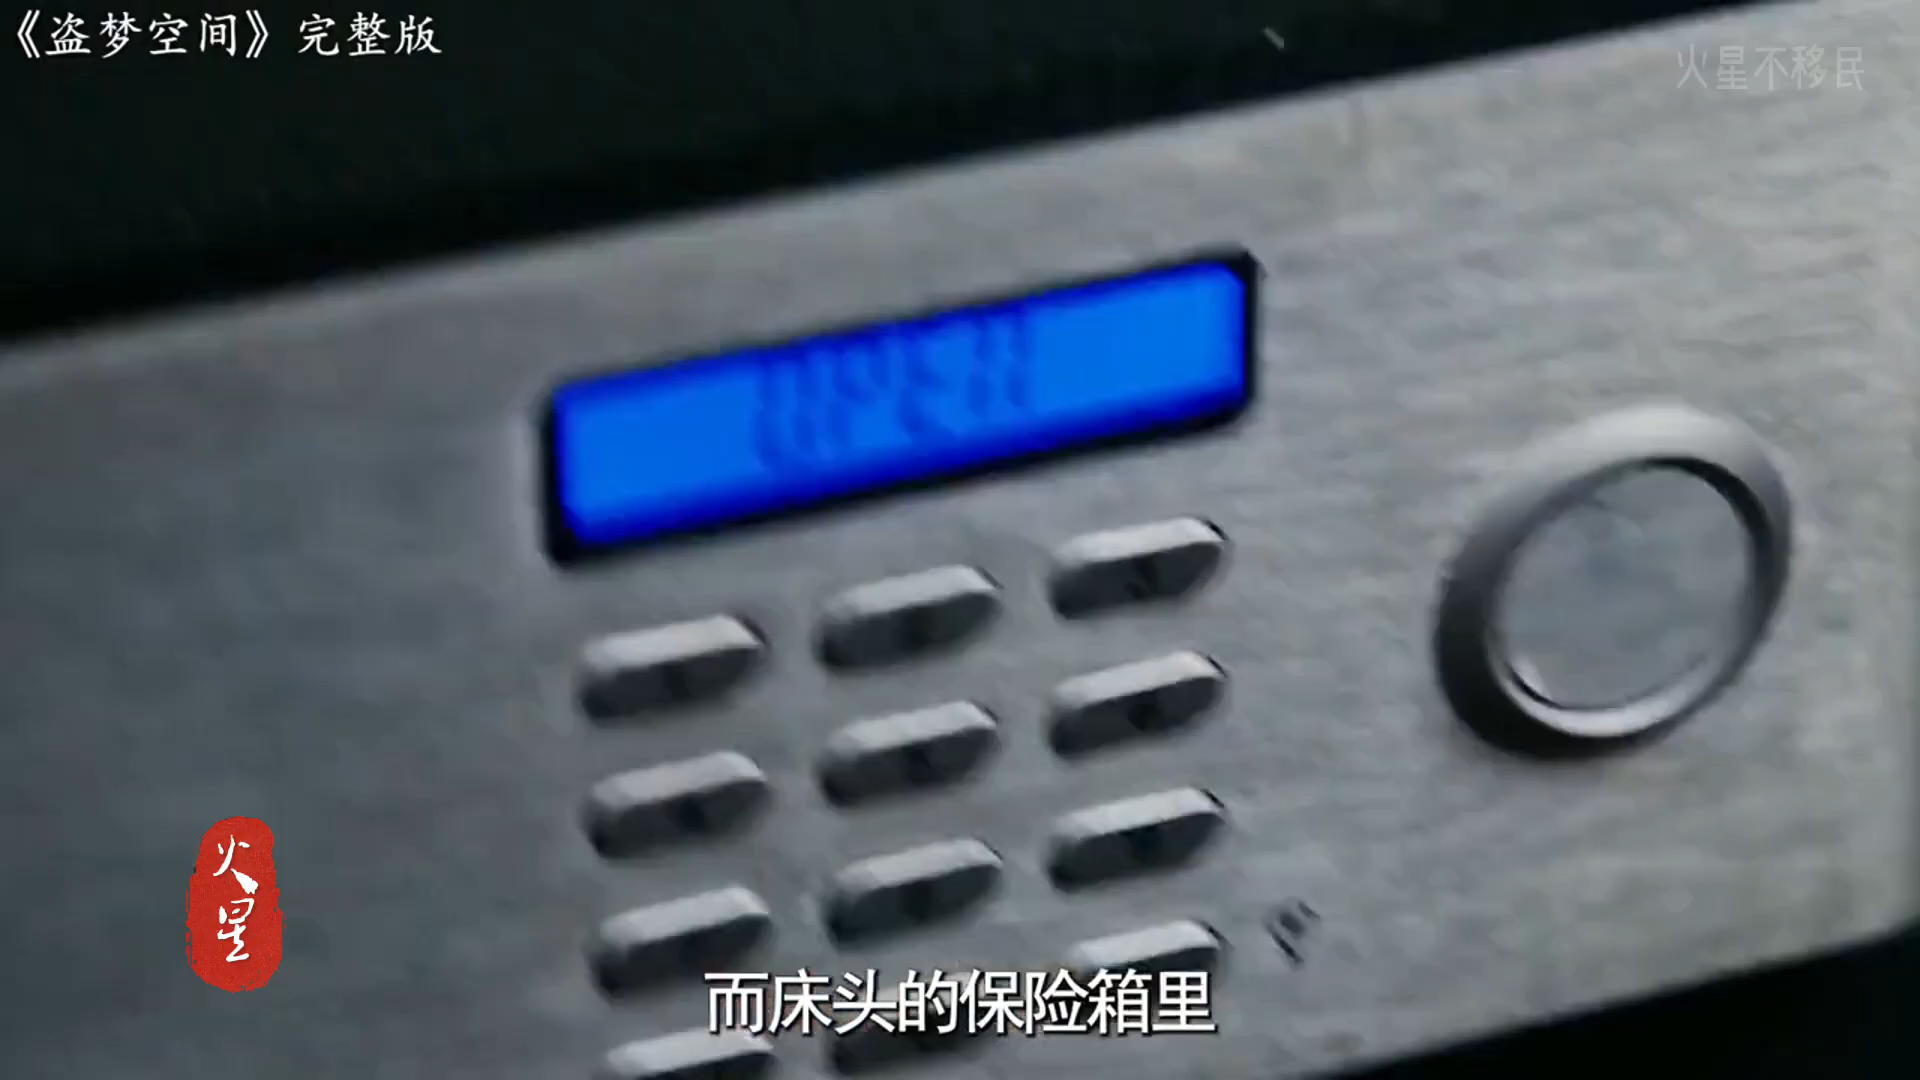 《盗梦空间》完整版
火星不移民
火星
而床头的保险箱里